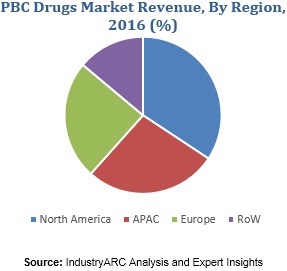 PBC Drugs Market Revenue, By Region,
2016 (%)
North America APAC Europe RoW
Source: IndustryARC Analysis and Expert Insights